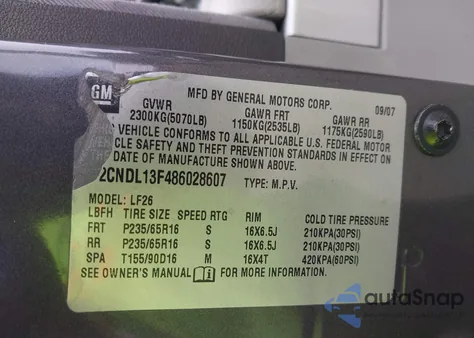 GM
MFD BY GENERAL MOTORS CORP. 09/07
GVWR GAWR FRT GAWR RR
2300KG(5070LB) 1150KG(2535LB) 1175KG(2590LB)
S VEHICLE CONFORMS TO ALL APPLICABLE U.S. FEDERAL MOTOR
CLE SAFETY AND THEFT PREVENTION STANDARDS IN EFFECT
DATE OF MANUFACTURE SHOWN ABOVE.
2CNDL13F486028607 TYPE: M.P.V.
MODEL: LF26
LBFH TIRE SIZE SPEED RTG RIM COLD TIRE PRESSURE
FRT P235/65R16 S 16X6.5J 210KPA(30PSI)
RR P235/65R16 S 16X6.5J 210KPA(30PSI)
SPA T155/90D16 M 16X4T 420KPA(60PSI)
SEE OWNER'S MANUAL i FOR MORE INFORMATION.
autoSnap